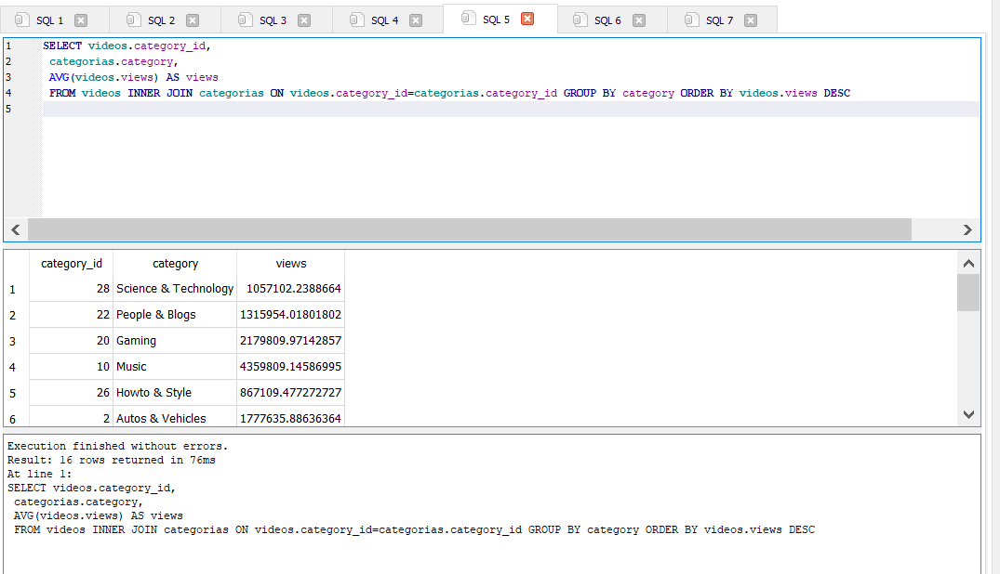 SQL 1 SQL 2 SQL 3 SQL 4 SQL 5 SQL 6 SQL 7
1 SELECT videos.category_id,
2 categorias.category,
3 AVG(videos.views) AS views
4 FROM videos INNER JOIN categorias ON videos.category_id=categorias.category_id GROUP BY category ORDER BY videos.views DESC
5
category_id category views
1 28 Science & Technology 1057102.2388664
2 22 People & Blogs 1315954.01801802
3 20 Gaming 2179809.97142857
4 10 Music 4359809.14586995
5 26 Howto & Style 867109.477272727
6 2 Autos & Vehicles 1777635.88636364
Execution finished without errors.
Result: 16 rows returned in 76ms
At line 1:
SELECT videos.category_id,
categorias.category,
AVG(videos.views) AS views
FROM videos INNER JOIN categorias ON videos.category_id=categorias.category_id GROUP BY category ORDER BY videos.views DESC